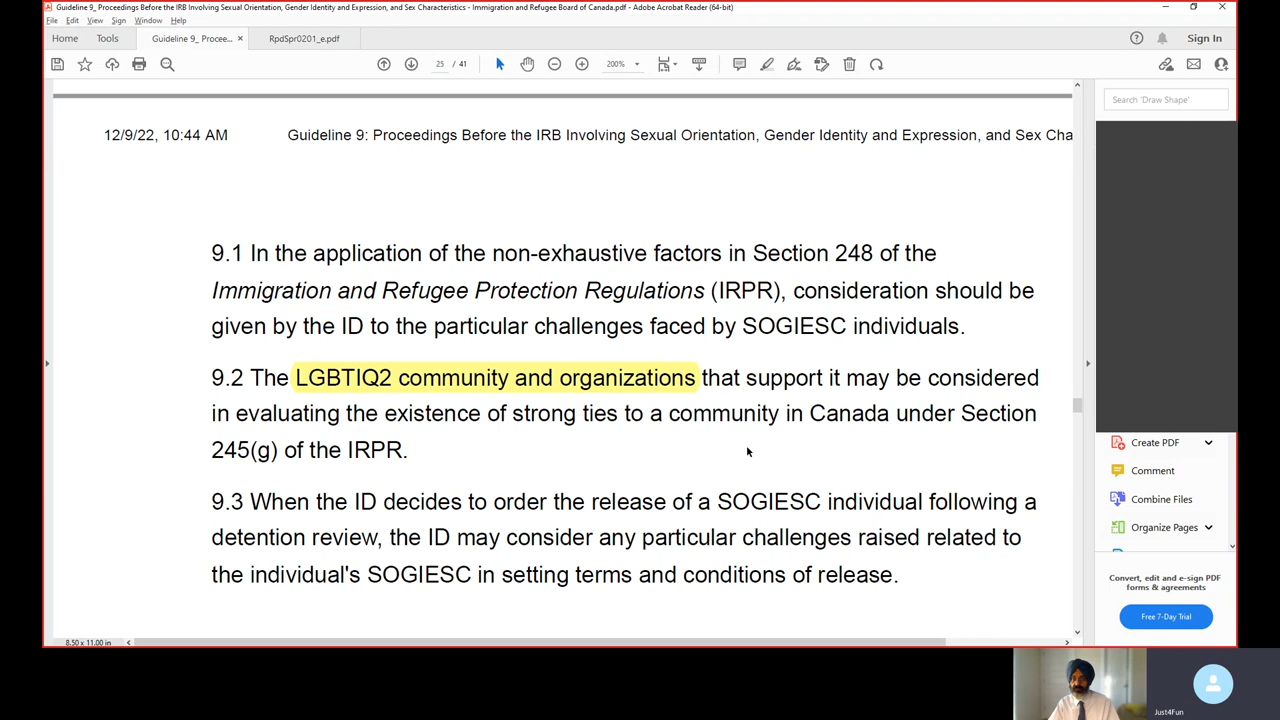 Guideline 9_ Proceedings Before the IRB Involving Sexual Orientation, Gender Identity and Expression, and Sex Characteristics - Immigration and Refugee Board of Canada.pdf - Adobe Acrobat Reader (64-bit)
File Edit View Sign Window Help
Home Tools Guideline 9_ Procee... × RpdSpr0201_e.pdf Sign In
25 / 41 200%
Search 'Draw Shape'
12/9/22, 10:44 AM Guideline 9: Proceedings Before the IRB Involving Sexual Orientation, Gender Identity and Expression, and Sex Cha
9.1 In the application of the non-exhaustive factors in Section 248 of the
Immigration and Refugee Protection Regulations (IRPR), consideration should be
given by the ID to the particular challenges faced by SOGIESC individuals.
9.2 The LGBTIQ2 community and organizations that support it may be considered
in evaluating the existence of strong ties to a community in Canada under Section
245(g) of the IRPR.
9.3 When the ID decides to order the release of a SOGIESC individual following a
detention review, the ID may consider any particular challenges raised related to
the individual's SOGIESC in setting terms and conditions of release.
Create PDF
Comment
Combine Files
Organize Pages
Convert, edit and e-sign PDF
forms & agreements
Free 7-Day Trial
8.50 x 11.00 in
Just4Fun